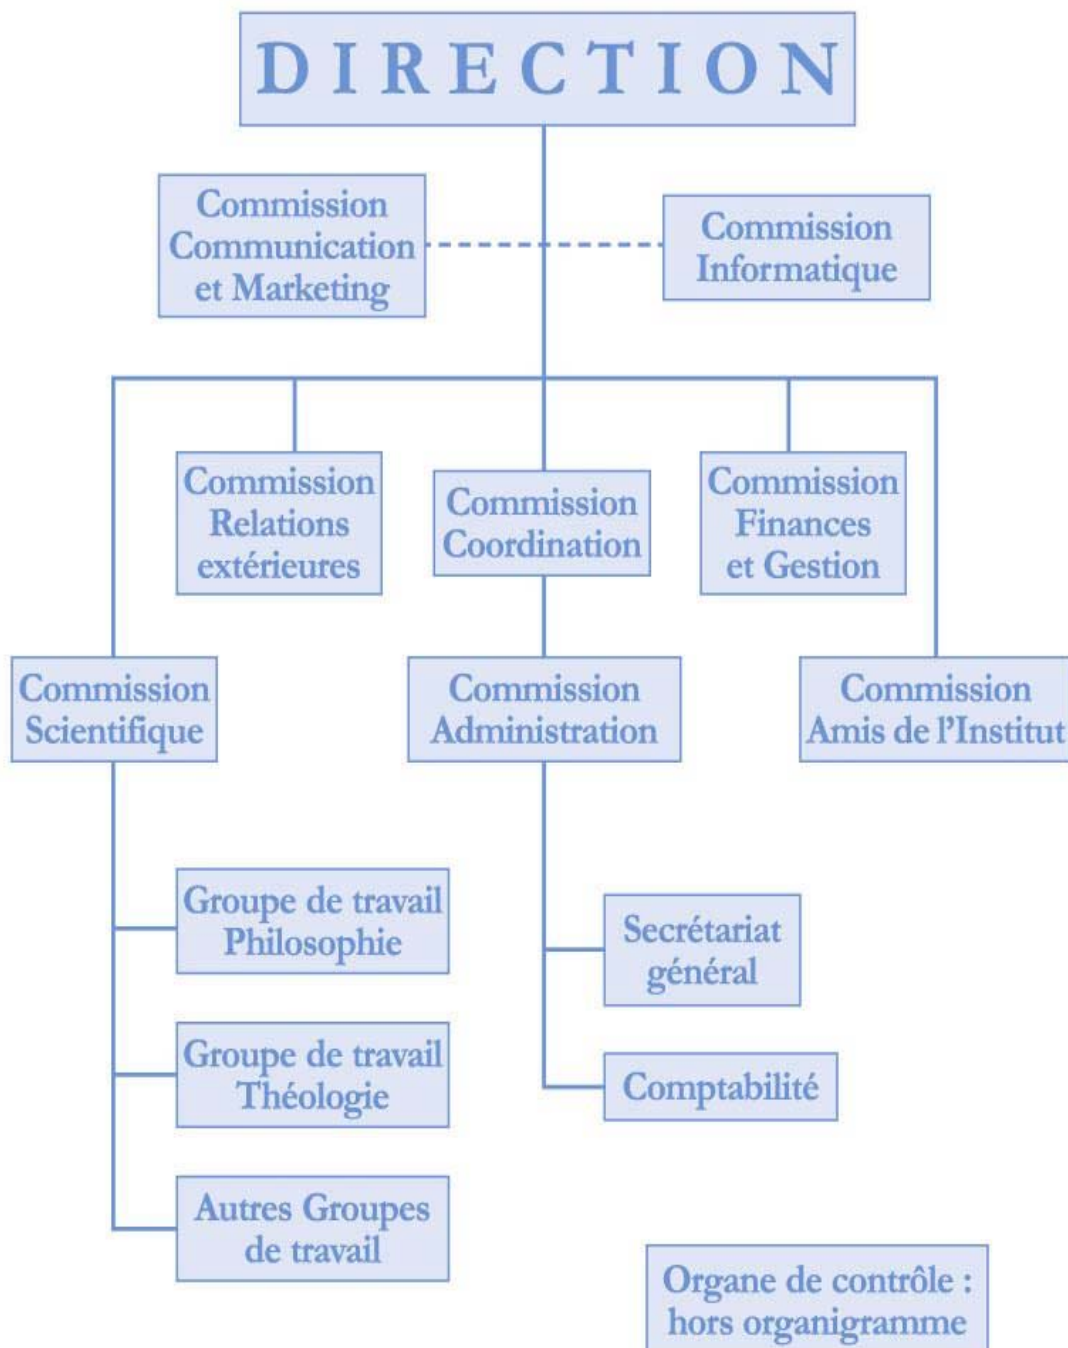 DIRECTION
Commission
Communication
et Marketing
Commission
Informatique
Commission
Relations
extérieures
Commission
Coordination
Commission
Finances
et Gestion
Commission
Scientifique
Commission
Administration
Commission
Amis de l'Institut
Groupe de travail
Philosophie
Secrétariat
général
Groupe de travail
Théologie
Comptabilité
Autres Groupes
de travail
Organe de contrôle :
hors organigramme